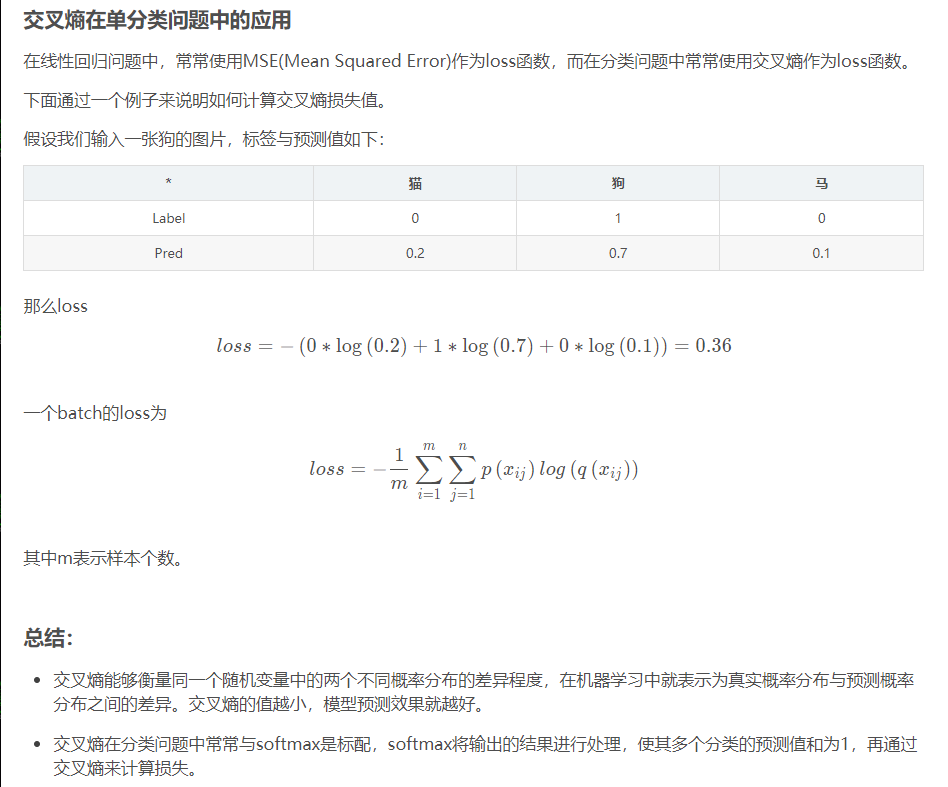 交叉熵在单分类问题中的应用
在线性回归问题中，常常使用MSE(Mean Squared Error)作为loss函数，而在分类问题中常常使用交叉熵作为loss函数。
下面通过一个例子来说明如何计算交叉熵损失值。
假设我们输入一张狗的图片，标签与预测值如下：
* 猫 狗 马
Label 0 1 0
Pred 0.2 0.7 0.1
那么loss
loss = − (0 ∗ log (0.2) + 1 ∗ log (0.7) + 0 ∗ log (0.1)) = 0.36
一个batch的loss为
loss = −\frac{1}{m} \sum_{i=1}^{m} \sum_{j=1}^{n} p (x_{ij}) log (q (x_{ij}))
其中m表示样本个数。
总结：
• 交叉熵能够衡量同一个随机变量中的两个不同概率分布的差异程度，在机器学习中就表示为真实概率分布与预测概率
分布之间的差异。交叉熵的值越小，模型预测效果就越好。
• 交叉熵在分类问题中常常与softmax是标配，softmax将输出的结果进行处理，使其多个分类的预测值和为1，再通过
交叉熵来计算损失。